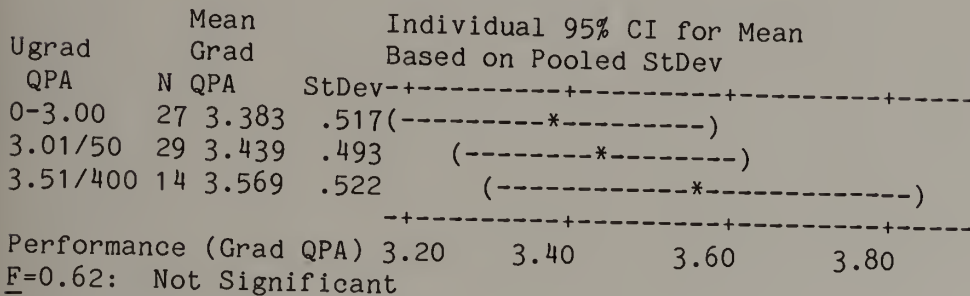 Mean Individual 95% CI for Mean
Ugrad Grad Based on Pooled StDev
QPA N QPA StDev-+---------+---------+---------+-----
0-3.00 27 3.383 .517(---------*---------)
3.01/50 29 3.439 .493 (--------*--------)
3.51/400 14 3.569 .522 (------------*-------------)
-+---------+---------+---------+-----
Performance (Grad QPA) 3.20 3.40 3.60 3.80
F=0.62: Not Significant